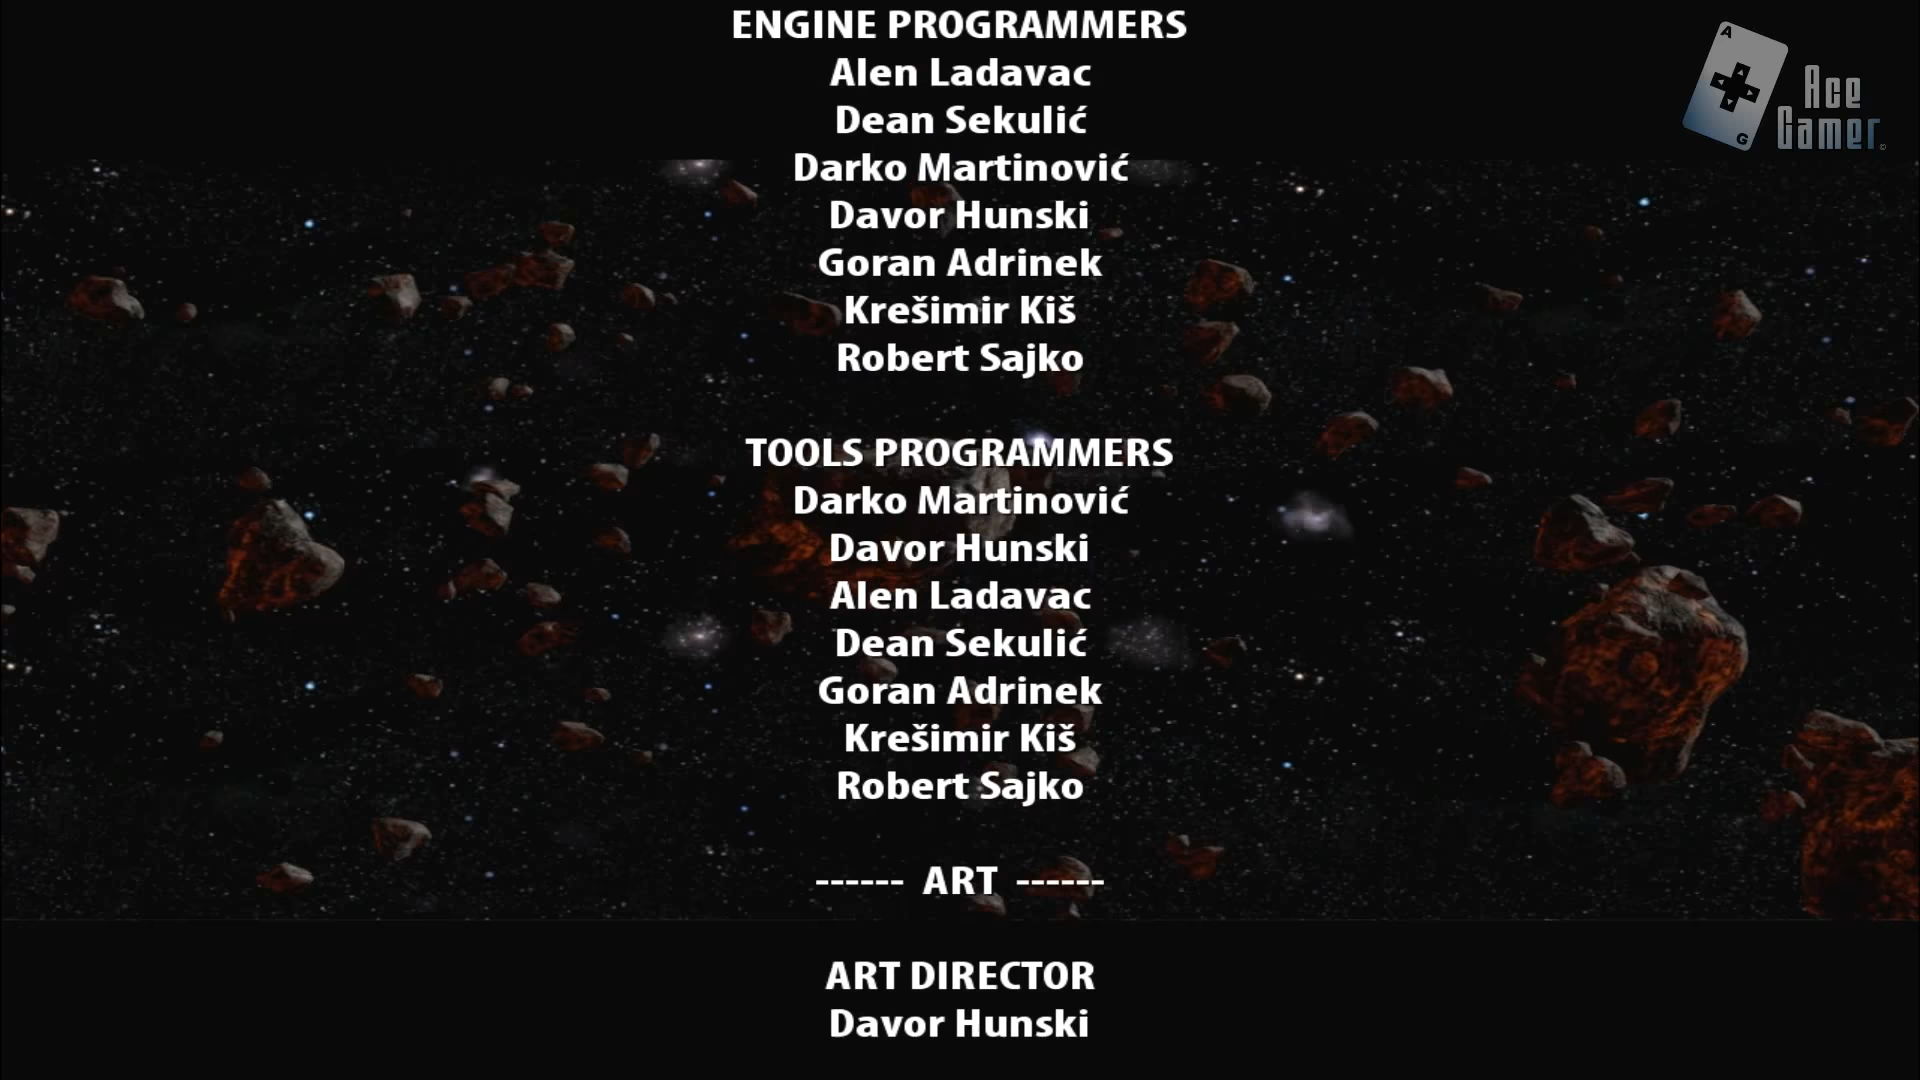 ENGINE PROGRAMMERS
Alen Ladavac
Dean Sekulić
Darko Martinović
Davor Hunski
Goran Adrinek
Krešimir Kiš
Robert Sajko
TOOLS PROGRAMMERS
Darko Martinović
Davor Hunski
Alen Ladavac
Dean Sekulić
Goran Adrinek
Krešimir Kiš
Robert Sajko
------ ART ------
ART DIRECTOR
Davor Hunski
A
G
Ace
Gamer©